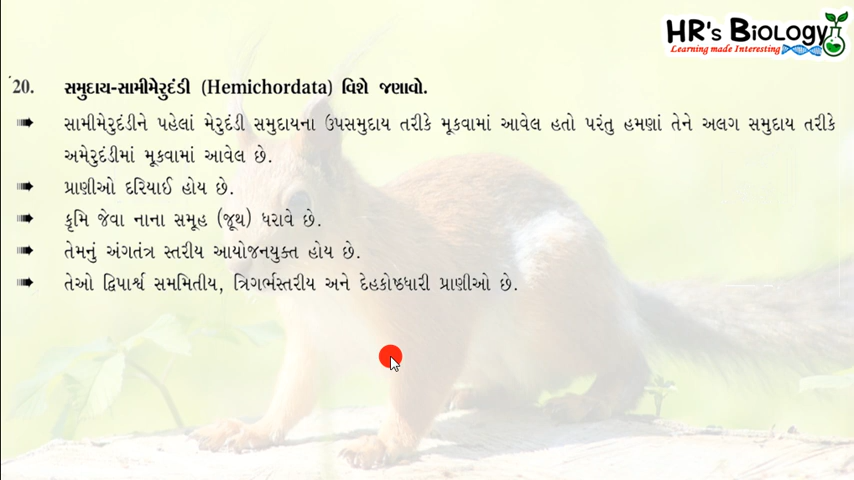 HR's BIOLOGY
Learning made Interesting
20. સમુદાય-સામીમેરુદંડી (Hemichordata) વિશે જણાવો.
➠ સામીમેરુદંડીને પહેલાં મેરુદંડી સમુદાયના ઉપસમુદાય તરીકે મૂકવામાં આવેલ હતો પરંતુ હમણાં તેને અલગ સમુદાય તરીકે
અમેરુદંડીમાં મૂકવામાં આવેલ છે.
➠ પ્રાણીઓ દરિયાઈ હોય છે.
➠ કૃમિ જેવા નાના સમૂહ (જૂથ) ધરાવે છે.
➠ તેમનું અંગતંત્ર સ્તરીય આયોજનયુક્ત હોય છે.
➠ તેઓ દ્વિપાર્શ્વ સમમિતીય, ત્રિગર્ભસ્તરીય અને દેહકોષ્ઠધારી પ્રાણીઓ છે.